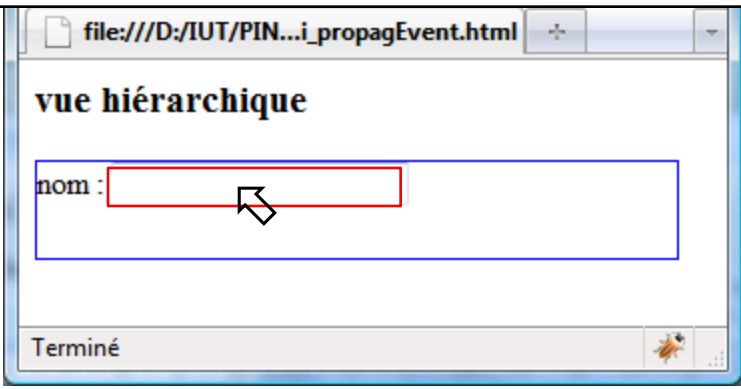 file:///D:/IUT/PIN...i_propagEvent.html
vue hiérarchique
nom :
Terminé